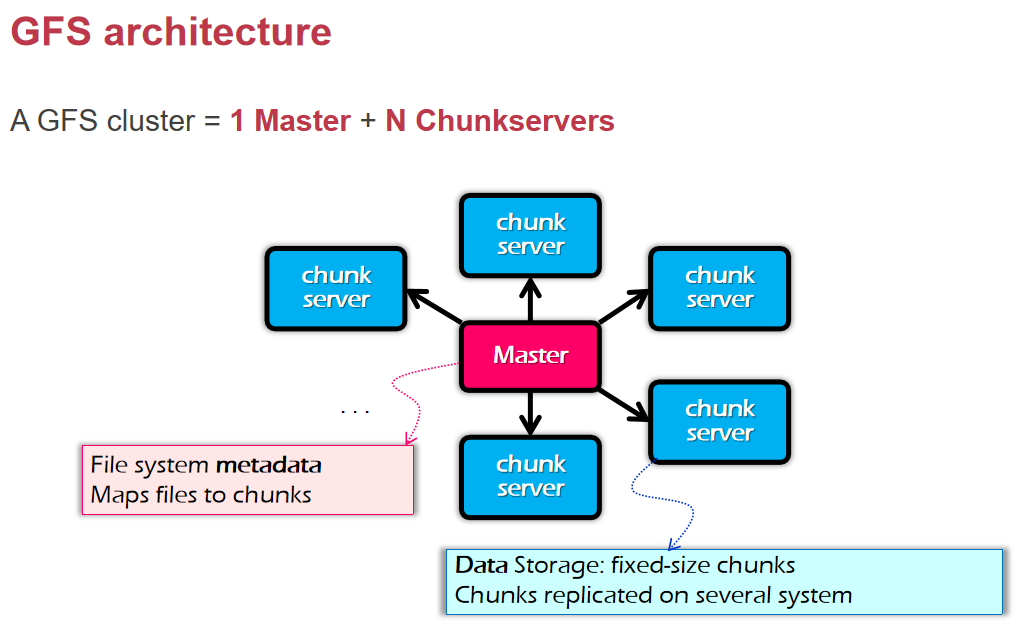 GFS architecture
A GFS cluster = 1 Master + N Chunkservers
chunk
server
chunk
server
chunk
server
Master
. . .
chunk
server
chunk
server
File system metadata
Maps files to chunks
Data Storage: fixed-size chunks
Chunks replicated on several system